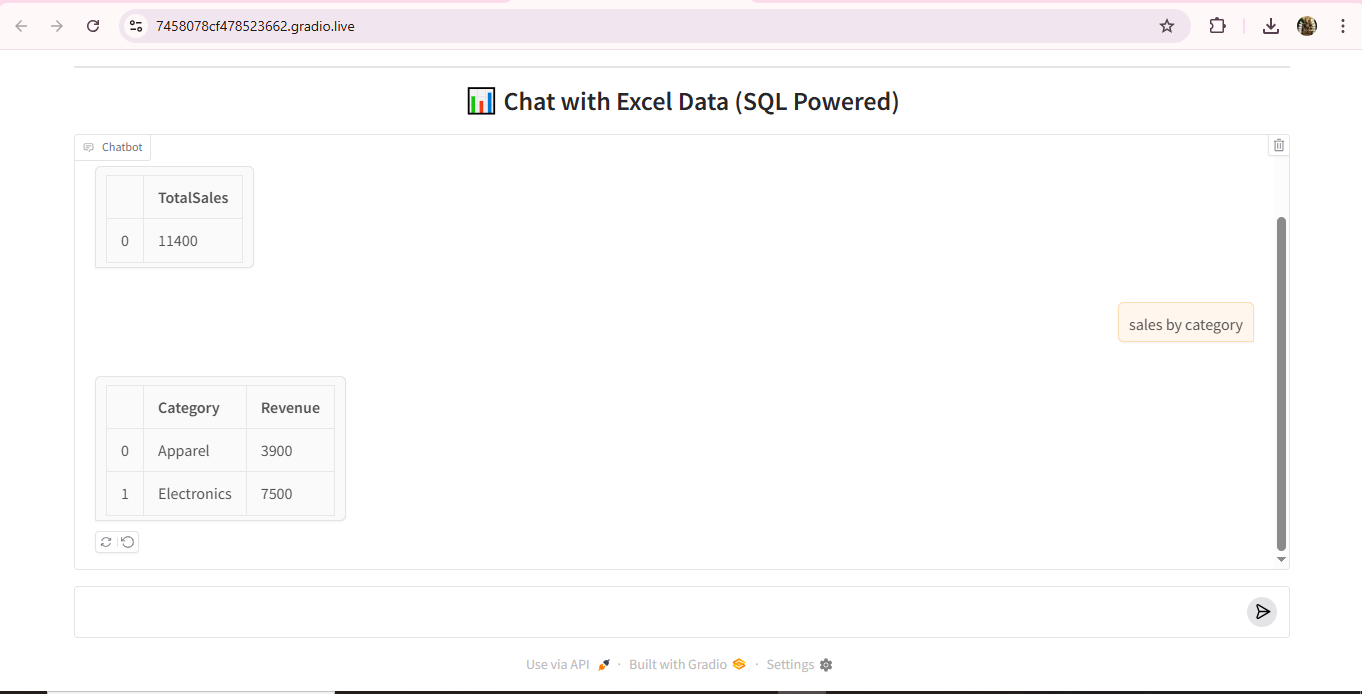 7458078cf478523662.gradio.live
Chat with Excel Data (SQL Powered)
Chatbot
TotalSales
0 11400
sales by category
Category Revenue
0 Apparel 3900
1 Electronics 7500
Use via API · Built with Gradio · Settings